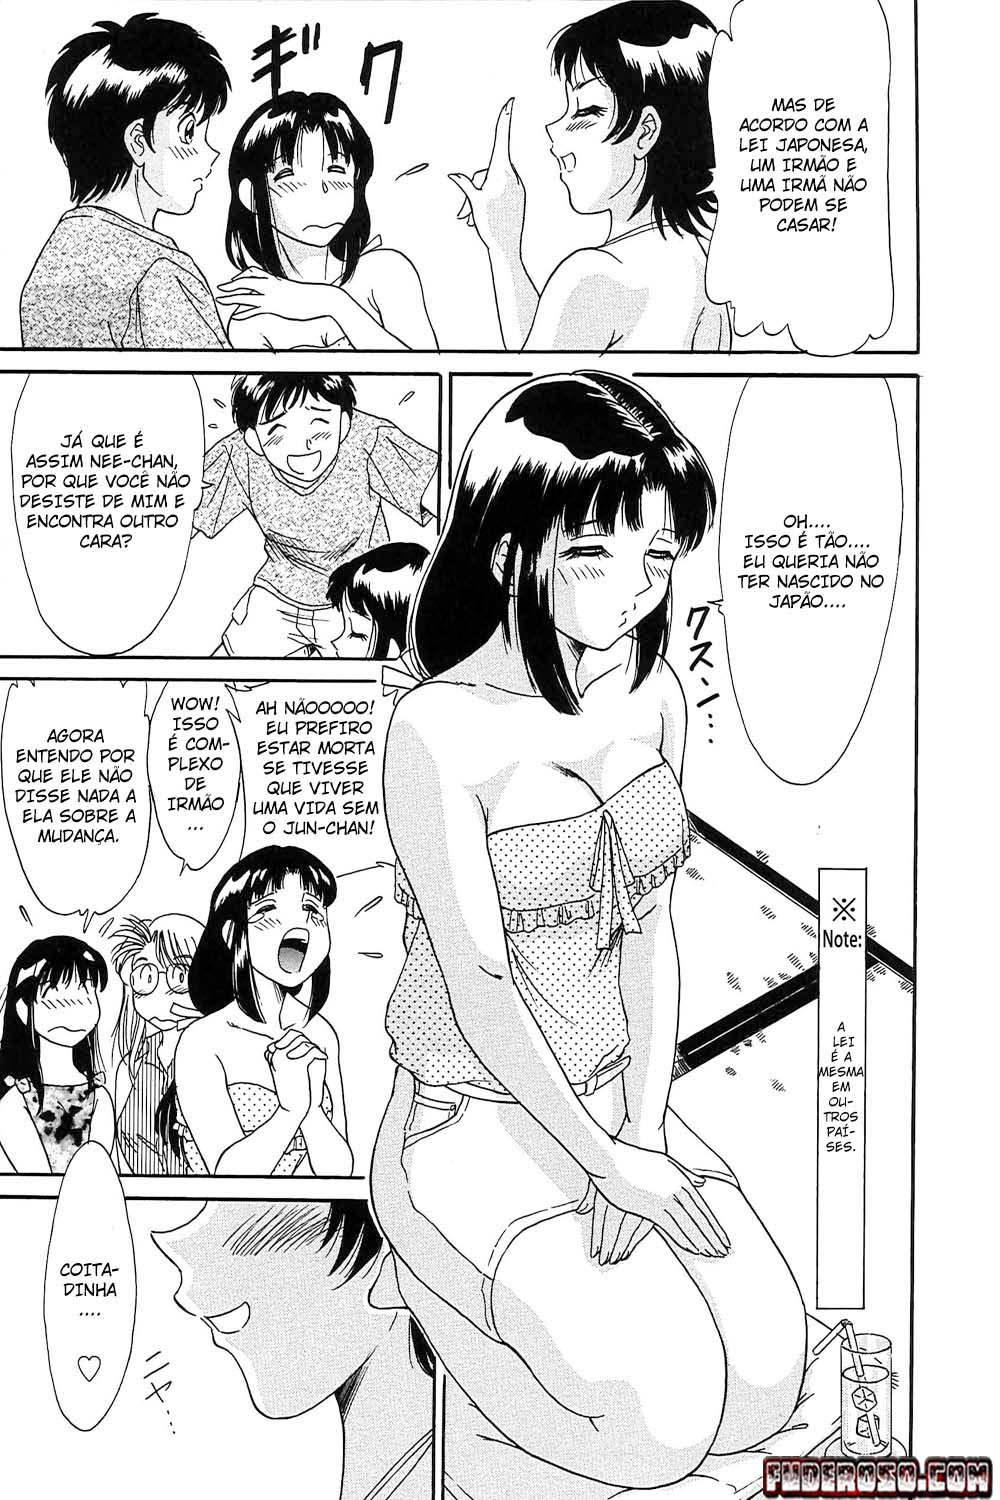 MAS DE
ACORDO COM A
LEI JAPONESA,
UM IRMÃO E
UMA IRMÃ NÃO
PODEM SE
CASAR!
ギク
OH....
ISSO É TÃO....
EU QUERIA NÃO
TER NASCIDO NO
JAPÃO....
クスン...
※
Note:
A
LEI
É A
MESMA
EM
OU-
TROS
PAÍ-
SES.
JÁ QUE É
ASSIM NEE-CHAN,
POR QUE VOCÊ NÃO
DESISTE DE MIM E
ENCONTRA OUTRO
CARA?
AH NÃOOOOO!
EU PREFIRO
ESTAR MORTA
SE TIVESSE
QUE VIVER
UMA VIDA SEM
O JUN-CHAN!
WOW!
ISSO
É COM-
PLEXO
DE
IRMÃO
...
AGORA
ENTENDO POR
QUE ELE NÃO
DISSE NADA A
ELA SOBRE A
MUDANÇA.
COITA-
DINHA
....
♡
ニヤ...
FUDEROSO.COM